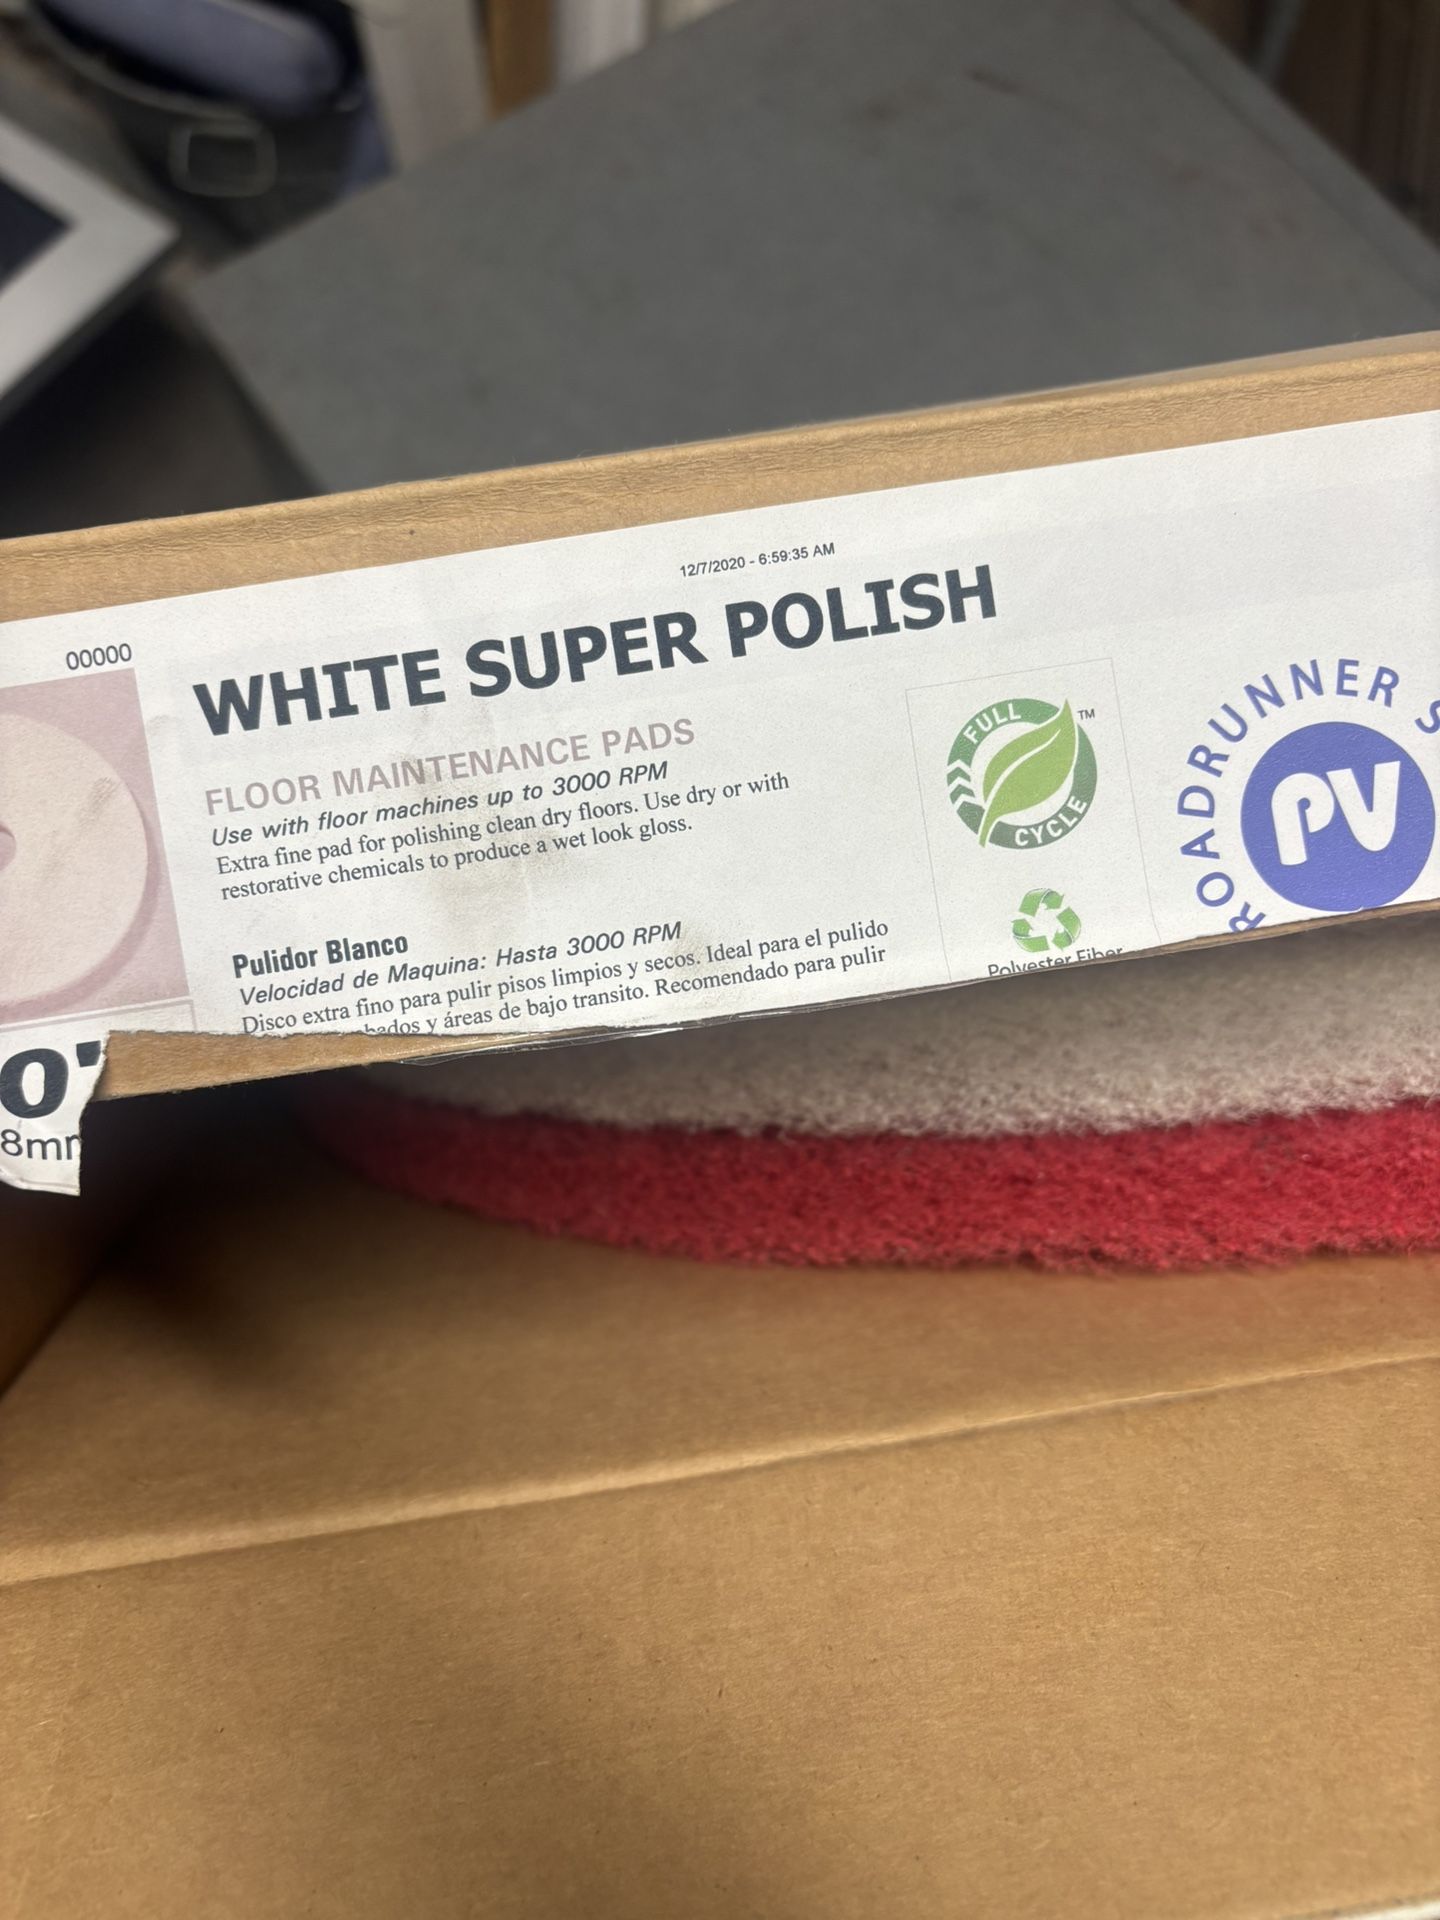 12/7/2020 - 6:59:35 AM
00000
WHITE SUPER POLISH
FLOOR MAINTENANCE PADS
Use with floor machines up to 3000 RPM
Extra fine pad for polishing clean dry floors. Use dry or with
restorative chemicals to produce a wet look gloss.
Pulidor Blanco
Velocidad de Maquina: Hasta 3000 RPM
Disco extra fino para pulir pisos limpios y secos. Ideal para el pulido
y áreas de bajo transito. Recomendado para pulir
FULL CYCLE TM
Polyester Fiber
ROADRUNNER
PV
0"
8mm